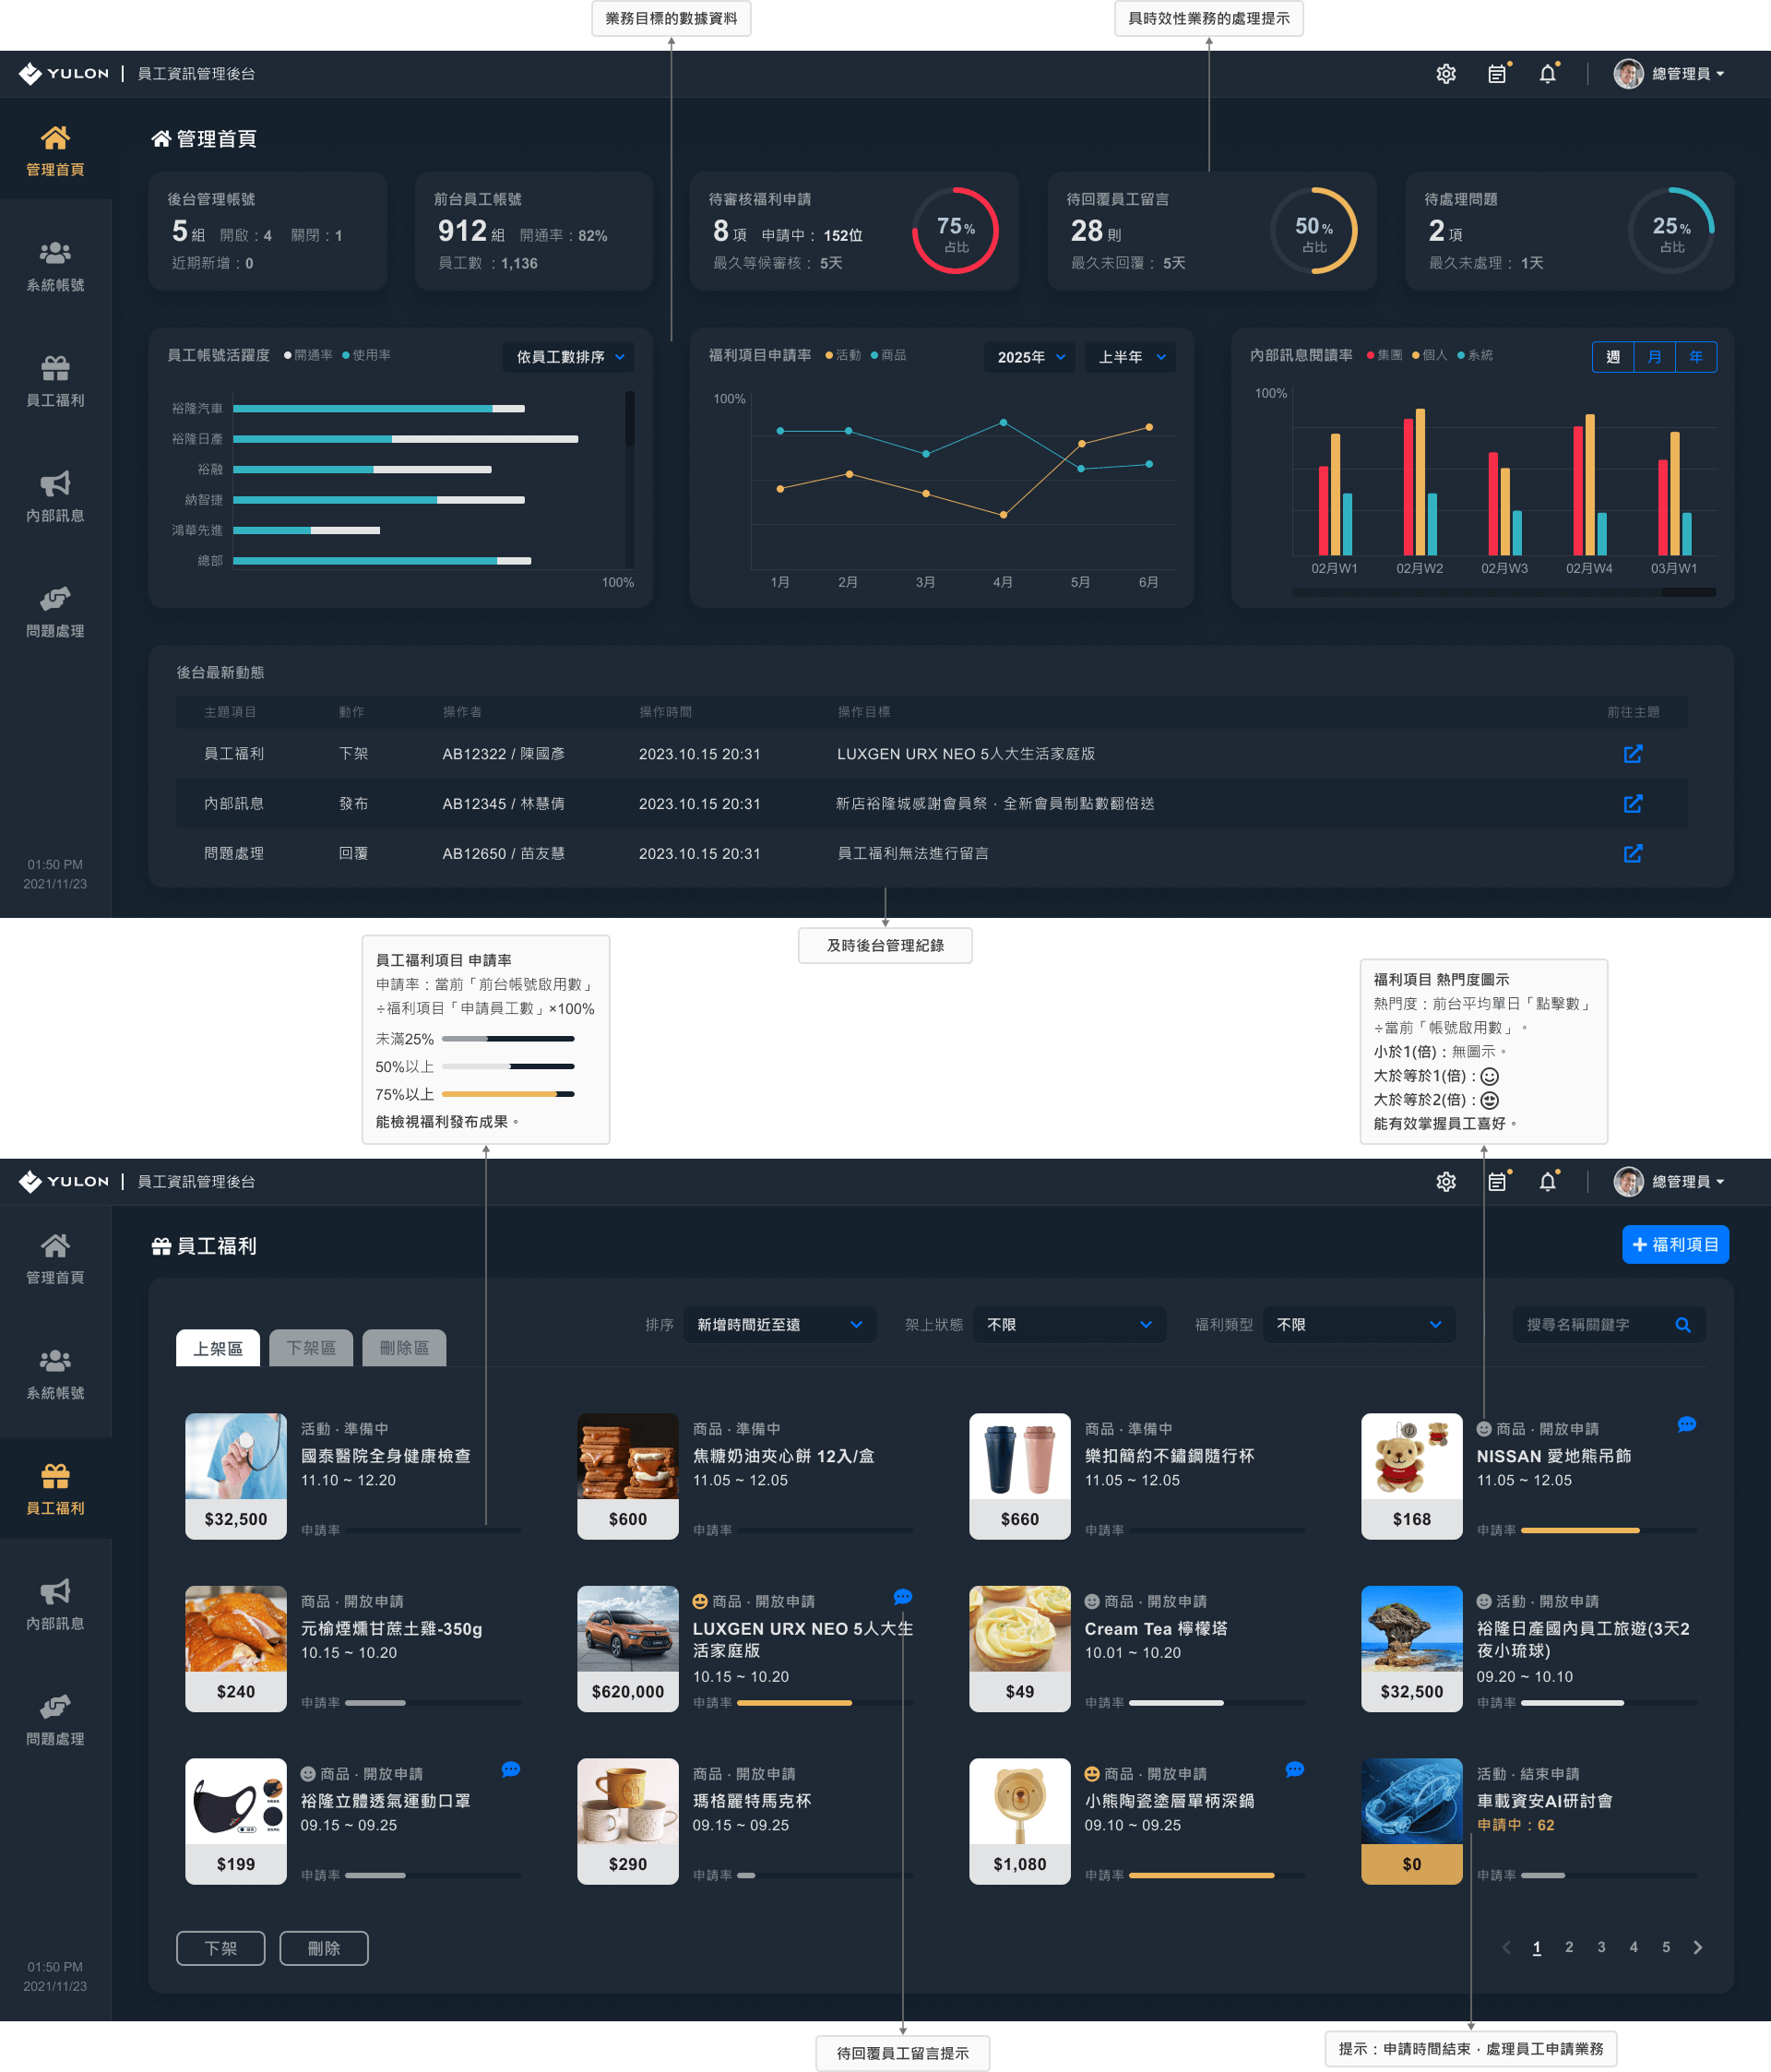 業務目標的數據資料
具時效性業務的處理提示
YULON
員工資訊管理後台
總管理員
管理首頁
系統帳號
員工福利
內部訊息
問題處理
01:50 PM
2021/11/23
管理首頁
後台管理帳號
5 組 開啟：4 關閉：1
近期新增：0
前台員工帳號
912 組 開通率：82%
員工數 ：1,136
待審核福利申請
8 項 申請中： 152位
最久等候審核： 5天
75%
占比
待回覆員工留言
28 則
最久未回覆： 5天
50%
占比
待處理問題
2 項
最久未處理： 1天
25%
占比
員工帳號活躍度 開通率 使用率
依員工數排序
裕隆汽車
裕隆日產
裕融
納智捷
鴻華先進
總部
100%
福利項目申請率 活動 商品
2025年
上半年
100%
1月 2月 3月 4月 5月 6月
內部訊息閱讀率 集團 個人 系統
週 月 年
100%
02月W1 02月W2 02月W3 02月W4 03月W1
後台最新動態
主題項目 動作 操作者 操作時間 操作目標 前往主題
員工福利 下架 AB12322 / 陳國彥 2023.10.15 20:31 LUXGEN URX NEO 5人大生活家庭版
內部訊息 發布 AB12345 / 林慧倩 2023.10.15 20:31 新店裕隆城感謝會員祭．全新會員制點數翻倍送
問題處理 回覆 AB12650 / 苗友慧 2023.10.15 20:31 員工福利無法進行留言
及時後台管理紀錄
員工福利項目 申請率
申請率：當前「前台帳號啟用數」
÷福利項目「申請員工數」×100%
未滿25%
50%以上
75%以上
能檢視福利發布成果。
福利項目 熱門度圖示
熱門度：前台平均單日「點擊數」
÷當前「帳號啟用數」。
小於1(倍)：無圖示。
大於等於1(倍)：
大於等於2(倍)：
能有效掌握員工喜好。
YULON
員工資訊管理後台
總管理員
管理首頁
系統帳號
員工福利
內部訊息
問題處理
01:50 PM
2021/11/23
員工福利
福利項目
上架區
下架區
刪除區
排序 新增時間近至遠
架上狀態 不限
福利類型 不限
搜尋名稱關鍵字
活動 · 準備中
國泰醫院全身健康檢查
11.10 ~ 12.20
$32,500
申請率
商品 · 準備中
焦糖奶油夾心餅 12入/盒
11.05 ~ 12.05
$600
申請率
商品 · 準備中
樂扣簡約不鏽鋼隨行杯
11.05 ~ 12.05
$660
申請率
商品 · 開放申請
NISSAN 愛地熊吊飾
11.05 ~ 12.05
$168
申請率
商品 · 開放申請
元榆煙燻甘蔗土雞-350g
10.15 ~ 10.20
$240
申請率
商品 · 開放申請
LUXGEN URX NEO 5人大生
活家庭版
10.15 ~ 10.20
$620,000
申請率
商品 · 開放申請
Cream Tea 檸檬塔
10.01 ~ 10.20
$49
申請率
活動 · 開放申請
裕隆日產國內員工旅遊(3天2
夜小琉球)
09.20 ~ 10.10
$32,500
申請率
商品 · 開放申請
裕隆立體透氣運動口罩
09.15 ~ 09.25
$199
申請率
商品 · 開放申請
瑪格麗特馬克杯
09.15 ~ 09.25
$290
申請率
商品 · 開放申請
小熊陶瓷塗層單柄深鍋
09.10 ~ 09.25
$1,080
申請率
活動 · 結束申請
車載資安AI研討會
申請中：62
$0
申請率
下架
刪除
1 2 3 4 5
待回覆員工留言提示
提示：申請時間結束．處理員工申請業務